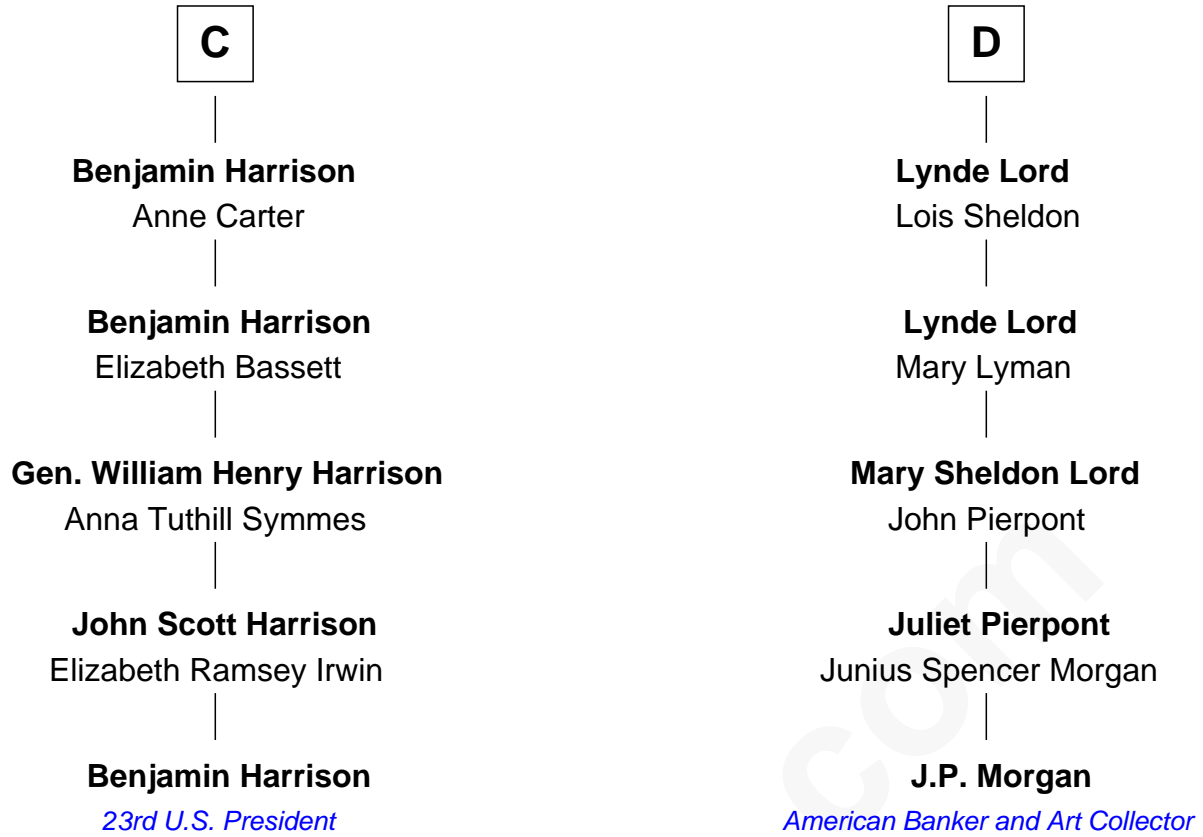 C
Benjamin Harrison
Anne Carter
Benjamin Harrison
Elizabeth Bassett
Gen. William Henry Harrison
Anna Tuthill Symmes
John Scott Harrison
Elizabeth Ramsey Irwin
Benjamin Harrison
23rd U.S. President
D
Lynde Lord
Lois Sheldon
Lynde Lord
Mary Lyman
Mary Sheldon Lord
John Pierpont
Juliet Pierpont
Junius Spencer Morgan
J.P. Morgan
American Banker and Art Collector
com